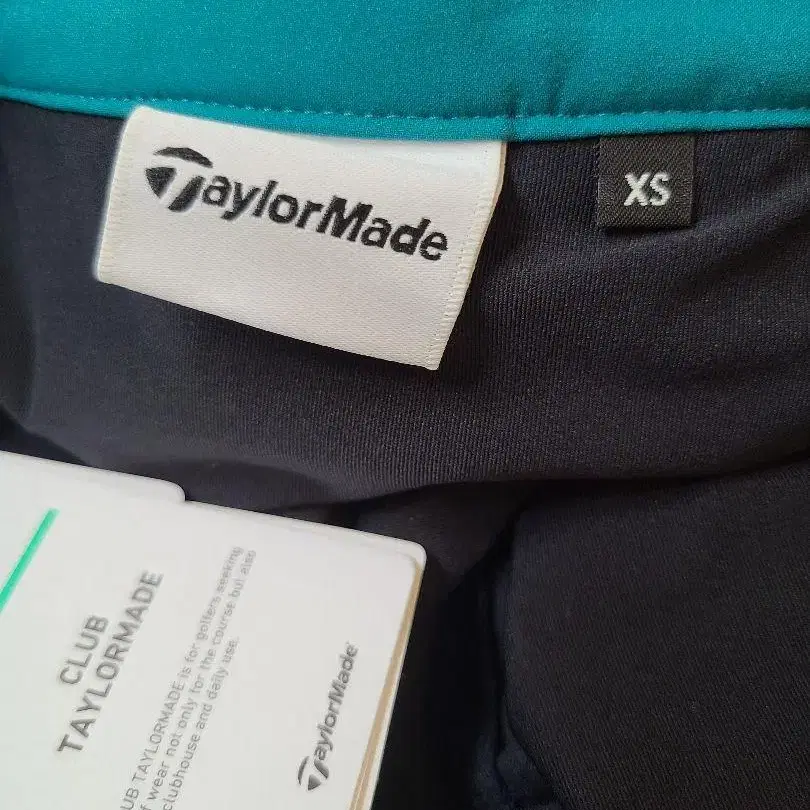 TaylorMade
XS
CLUB
TAYLORMADE
UB TAYLORMADE is for golfers seeking
f wear not only for the course but also
clubhouse and daily use.
TaylorMade